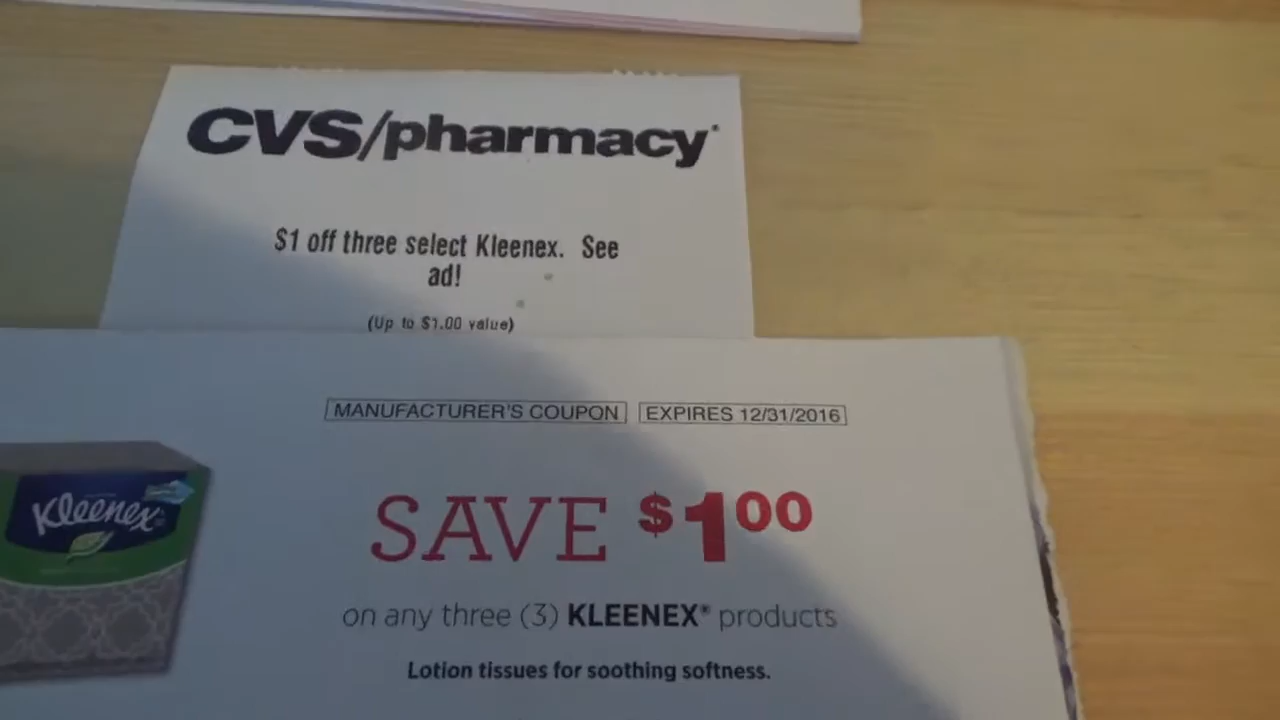 CVS/pharmacy
$1 off three select Kleenex. See
ad!
(Up to $1.00 value)
MANUFACTURER'S COUPON EXPIRES 12/31/2016
Kleenex
SAVE $1.00
on any three (3) KLEENEX® products
Lotion tissues for soothing softness.